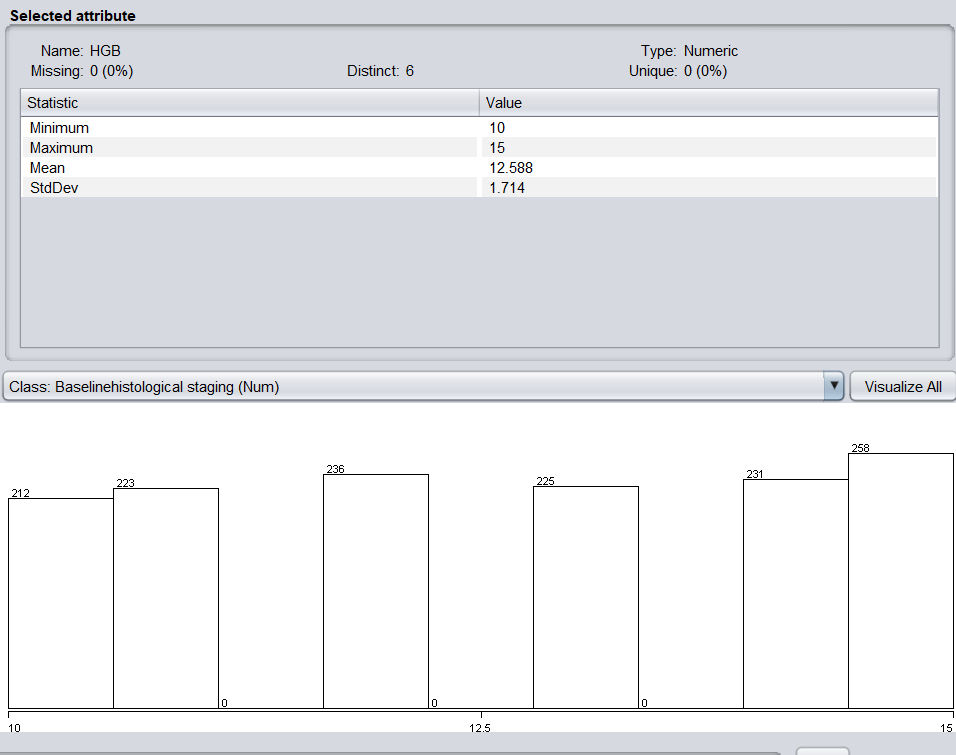 Selected attribute
Name: HGB Type: Numeric
Missing: 0 (0%) Distinct: 6 Unique: 0 (0%)
Statistic Value
Minimum 10
Maximum 15
Mean 12.588
StdDev 1.714
Class: Baselinehistological staging (Num) Visualize All
258
236
231
223
225
212
0 0 0
10 12.5 15